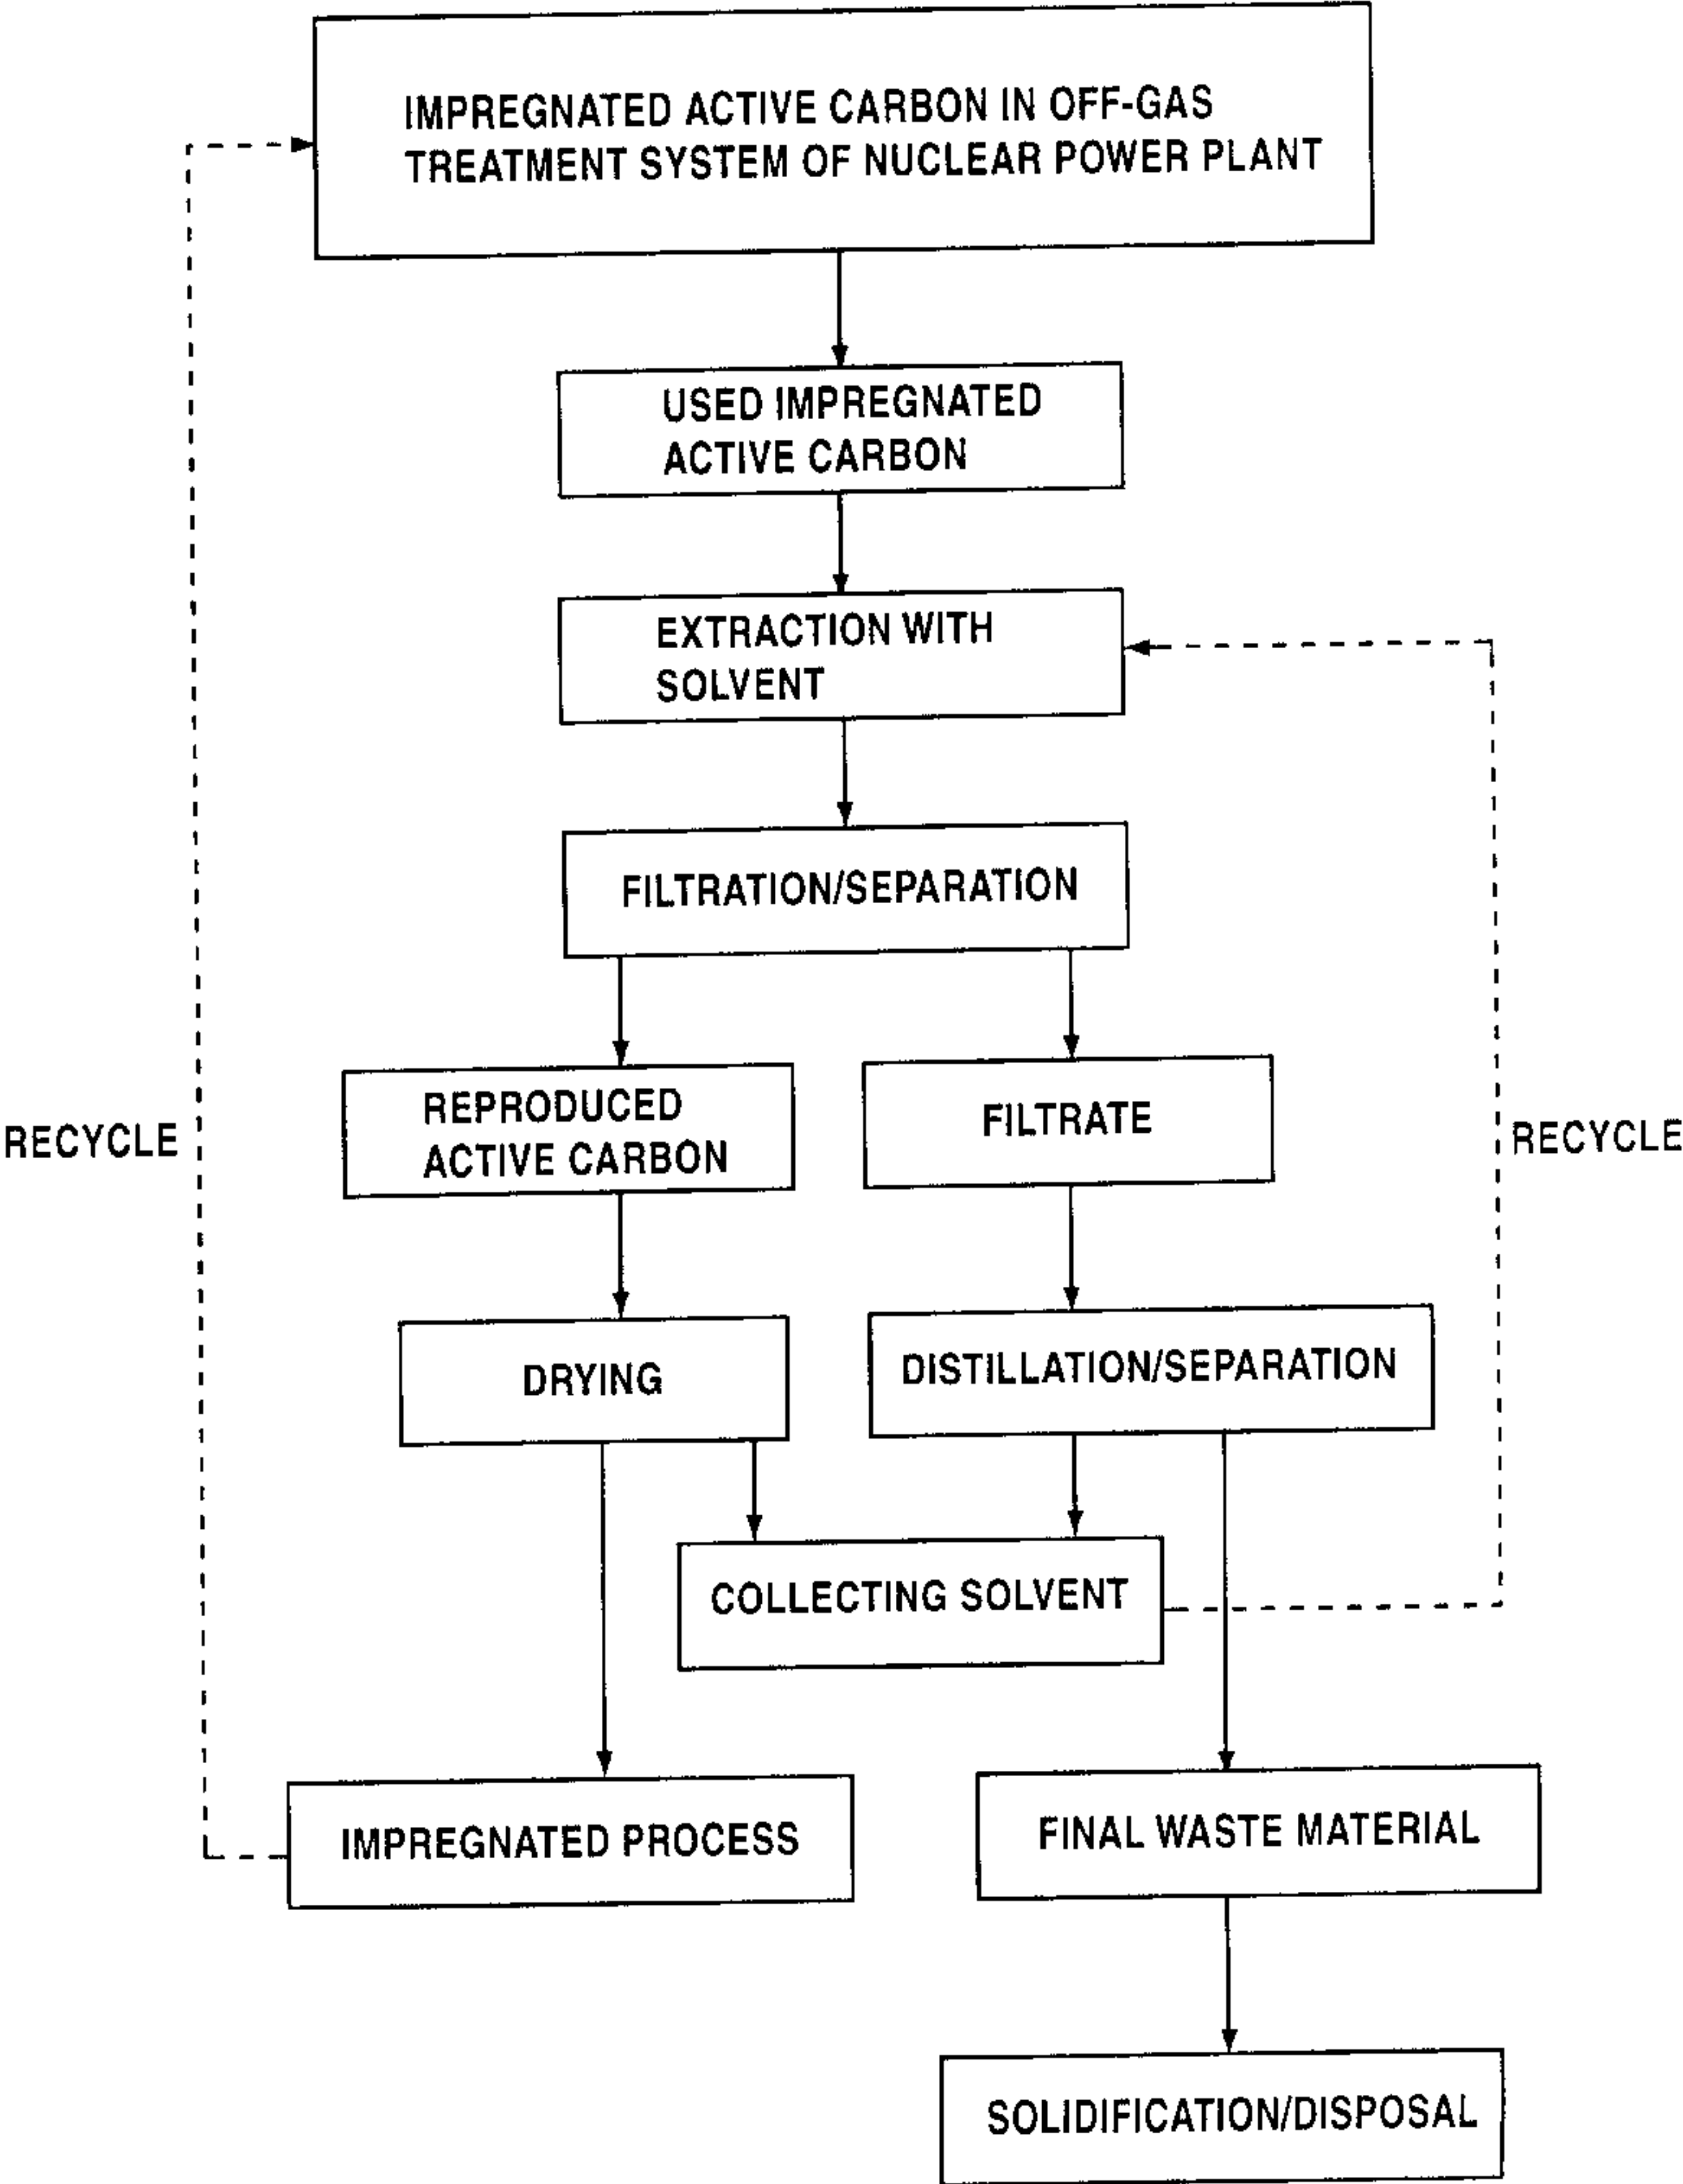 IMPREGNATED ACTIVE CARBON IN OFF-GAS
TREATMENT SYSTEM OF NUCLEAR POWER PLANT
USED IMPREGNATED
ACTIVE CARBON
EXTRACTION WITH
SOLVENT
FILTRATION/SEPARATION
REPRODUCED
ACTIVE CARBON
FILTRATE
RECYCLE
RECYCLE
DRYING
DISTILLATION/SEPARATION
COLLECTING SOLVENT
IMPREGNATED PROCESS
FINAL WASTE MATERIAL
SOLIDIFICATION/DISPOSAL